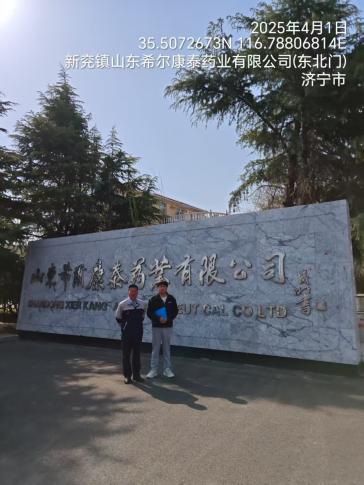 2025年4月1日
35.5072673N,116.78806814E
新兖镇山东希尔康泰药业有限公司(东北门)
济宁市
山东希尔康泰药业有限公司
SHANDONG XIER KANG
CAL CO LTD